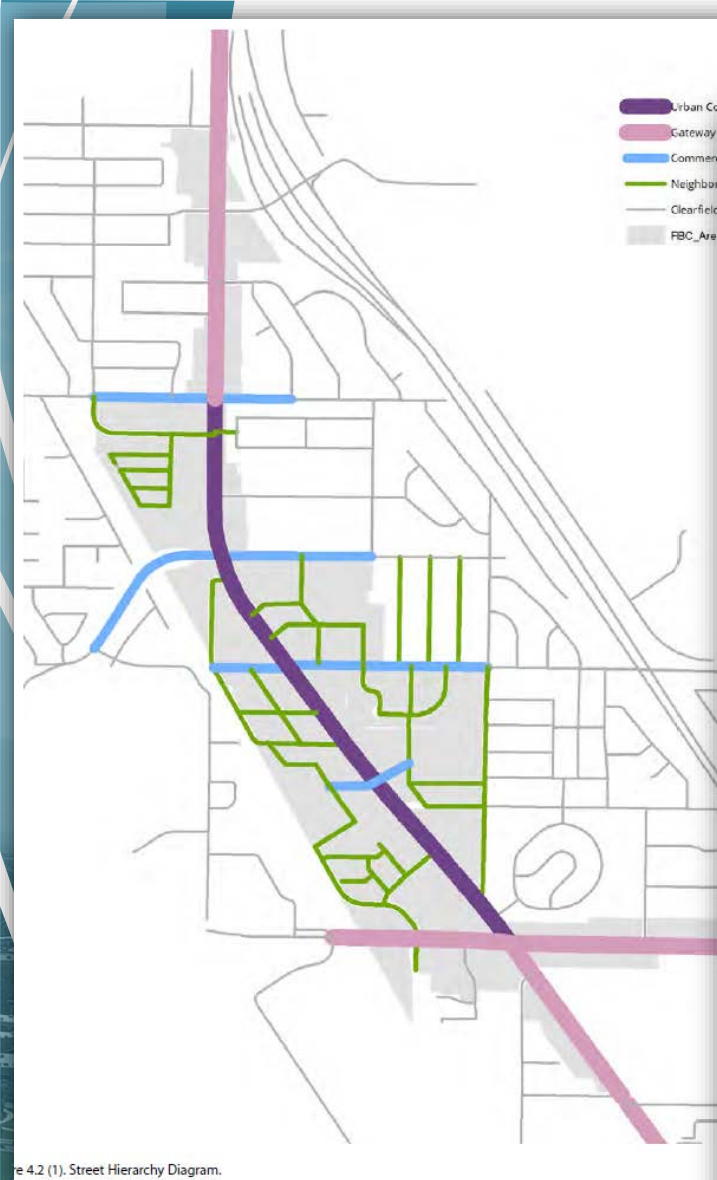 Urban Co
Gateway
Commer
Neighbor
Clearfield
FBC_Are
re 4.2 (1). Street Hierarchy Diagram.